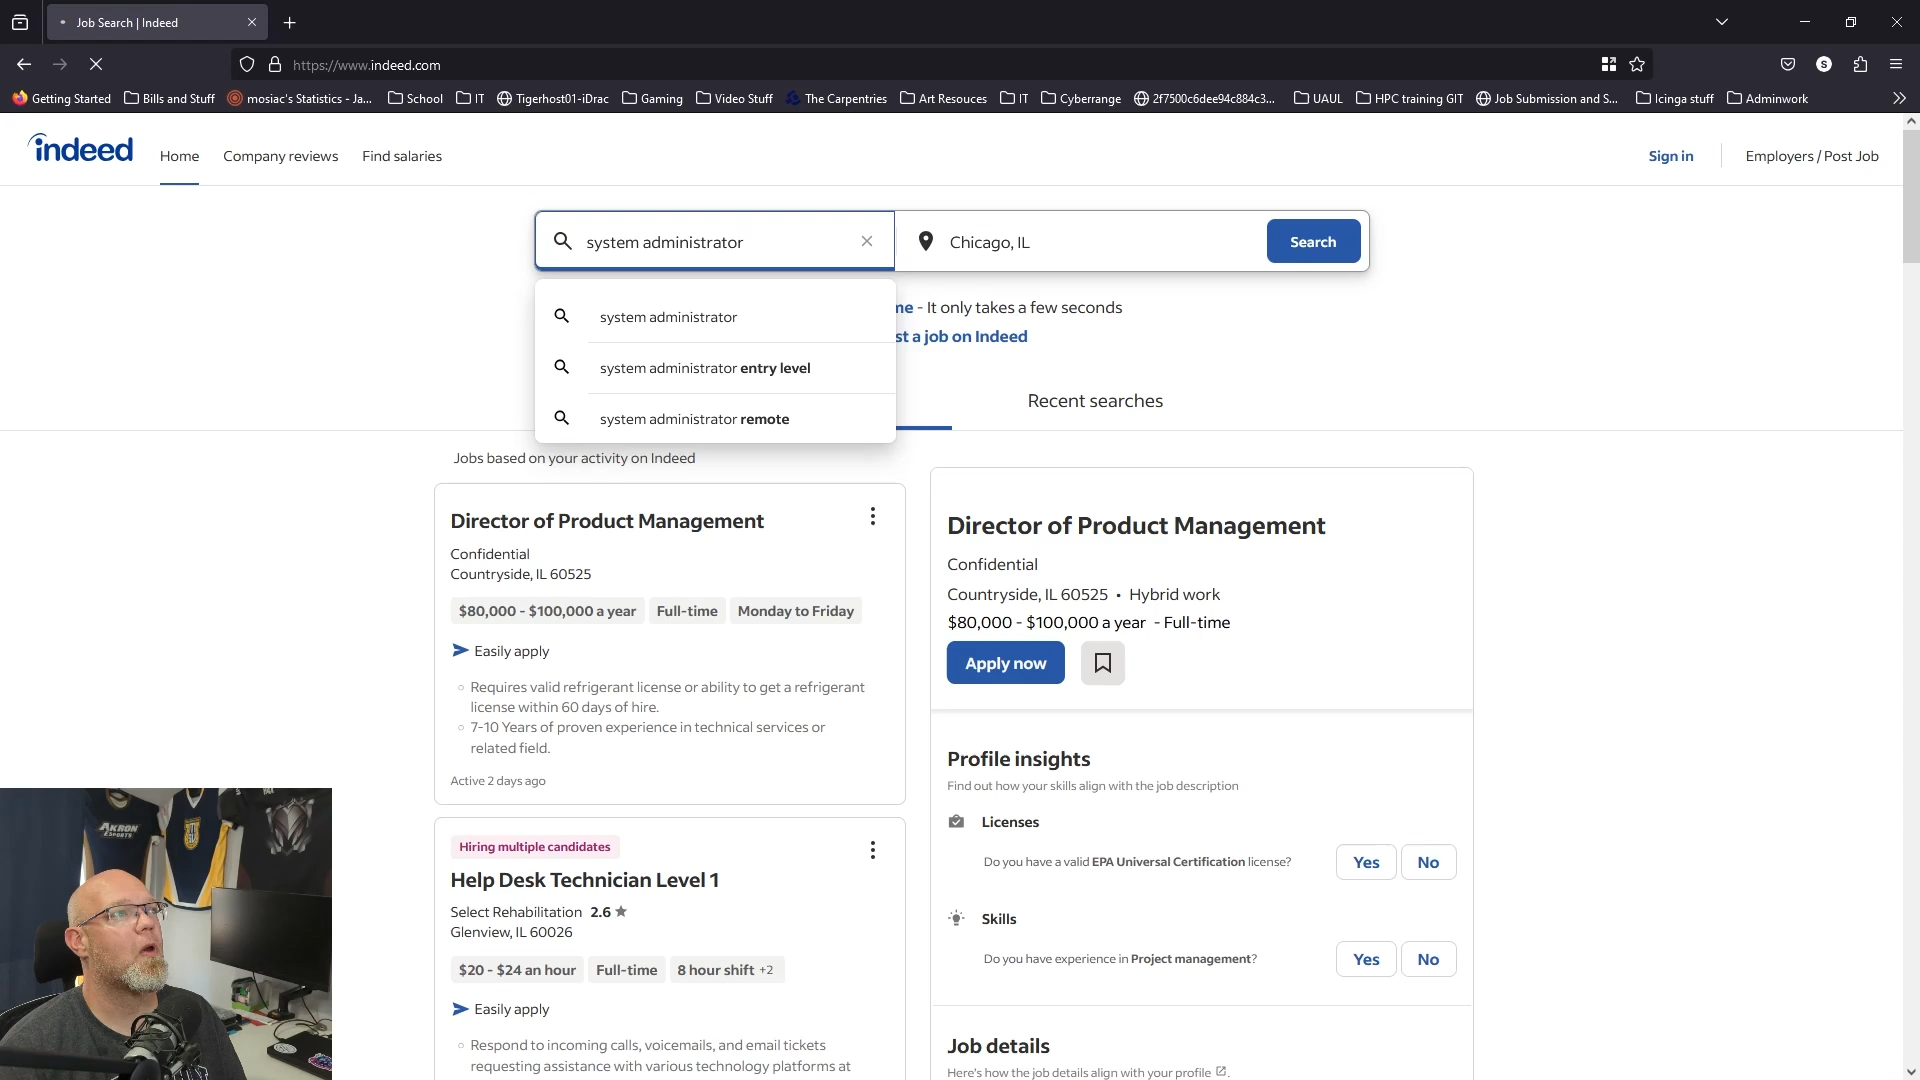 Job Search | Indeed
https://www.indeed.com
S
Getting Started
Bills and Stuff
mosiac's Statistics - Ja...
School
IT
Tigerhost01-iDrac
Gaming
Video Stuff
The Carpentries
Art Resouces
IT
Cyberrange
2f7500c6dee94c884c3...
UAUL
HPC training GIT
Job Submission and S...
Icinga stuff
Adminwork
indeed
Home
Company reviews
Find salaries
Sign in
Employers / Post Job
system administrator
Chicago, IL
Search
system administrator
system administrator entry level
system administrator remote
me - It only takes a few seconds
st a job on Indeed
Recent searches
Jobs based on your activity on Indeed
Director of Product Management
Confidential
Countryside, IL 60525
$80,000 - $100,000 a year
Full-time
Monday to Friday
Easily apply
Requires valid refrigerant license or ability to get a refrigerant
license within 60 days of hire.
7-10 Years of proven experience in technical services or
related field.
Active 2 days ago
Hiring multiple candidates
Help Desk Technician Level 1
Select Rehabilitation 2.6
Glenview, IL 60026
$20 - $24 an hour
Full-time
8 hour shift +2
Easily apply
Respond to incoming calls, voicemails, and email tickets
requesting assistance with various technology platforms at
Director of Product Management
Confidential
Countryside, IL 60525 • Hybrid work
$80,000 - $100,000 a year - Full-time
Apply now
Profile insights
Find out how your skills align with the job description
Licenses
Do you have a valid EPA Universal Certification license?
Yes
No
Skills
Do you have experience in Project management?
Yes
No
Job details
Here's how the job details align with your profile
AKRON
ESPORTS